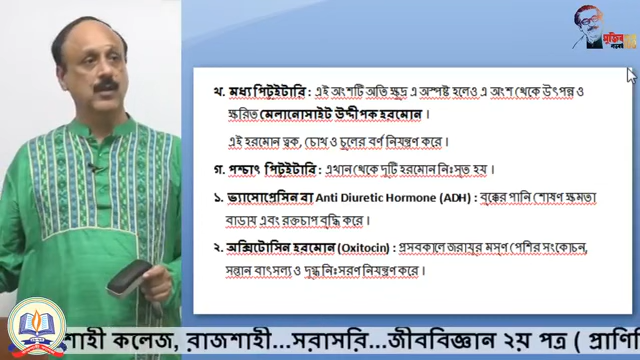 মুজিব
খ. মধ্য পিটুইটারি : এই অংশটি অতি ক্ষুদ্র এ অস্পষ্ট হলেও এ অংশ থেকে উৎপন্ন ও
ক্ষরিত মেলানোসাইট উদ্দীপক হরমোন ।
এই হরমোন ত্বক, চোখ ও চুলের বর্ণ নিয়ন্ত্রণ করে ।
গ. পশ্চাৎ পিটুইটারি : এখান থেকে দুটি হরমোন নিঃসৃত হয় ।
১. ভ্যাসোপ্রেসিন বা Anti Diuretic Hormone (ADH) : বৃক্কের পানি শোষণ ক্ষমতা
বাড়ায় এবং রক্তচাপ বৃদ্ধি করে ।
২. অক্সিটোসিন হরমোন (Oxitocin) : প্রসবকালে জরায়ুর মসৃণ পেশির সংকোচন,
সন্তান বাৎসল্য ও দুগ্ধ নিঃসরণ নিয়ন্ত্রণ করে ।
শাহী কলেজ, রাজশাহী...সরাসরি...জীববিজ্ঞান ২য় পত্র ( প্রাণি